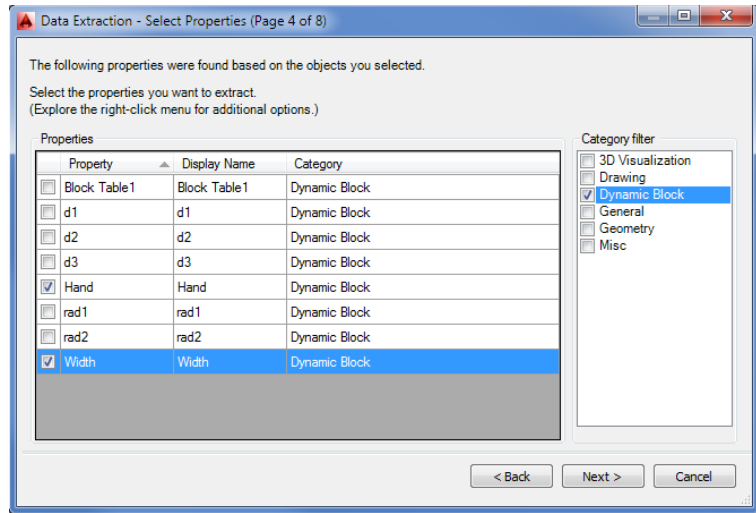 Data Extraction - Select Properties (Page 4 of 8)
The following properties were found based on the objects you selected.
Select the properties you want to extract.
(Explore the right-click menu for additional options.)
Properties
Property Display Name Category
Block Table1 Block Table1 Dynamic Block
d1 d1 Dynamic Block
d2 d2 Dynamic Block
d3 d3 Dynamic Block
Hand Hand Dynamic Block
rad1 rad1 Dynamic Block
rad2 rad2 Dynamic Block
Width Width Dynamic Block
Category filter
3D Visualization
Drawing
Dynamic Block
General
Geometry
Misc
< Back Next > Cancel